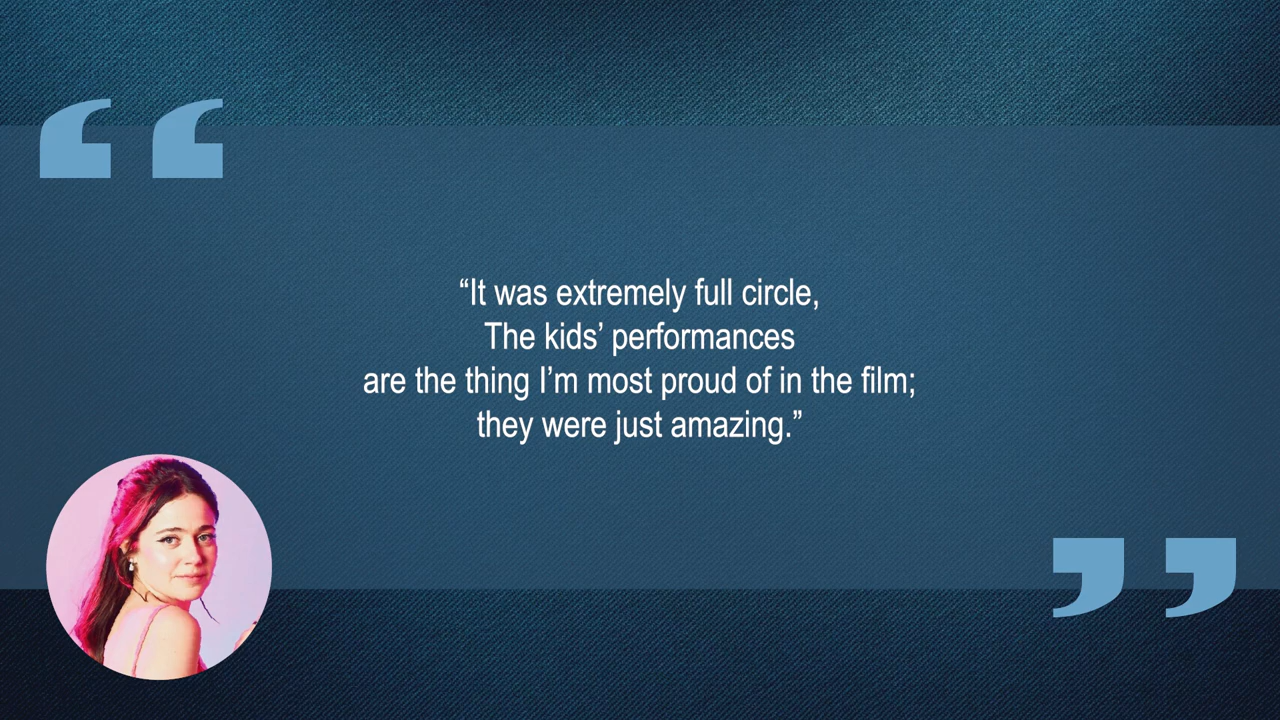 “It was extremely full circle,
The kids’ performances
are the thing I’m most proud of in the film;
they were just amazing.”